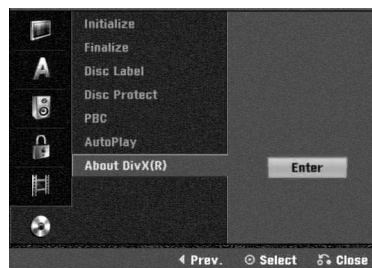 A
Initialize
Finalize
Disc Label
Disc Protect
PBC
AutoPlay
About DivX(R)
Enter
Prev. Select Close